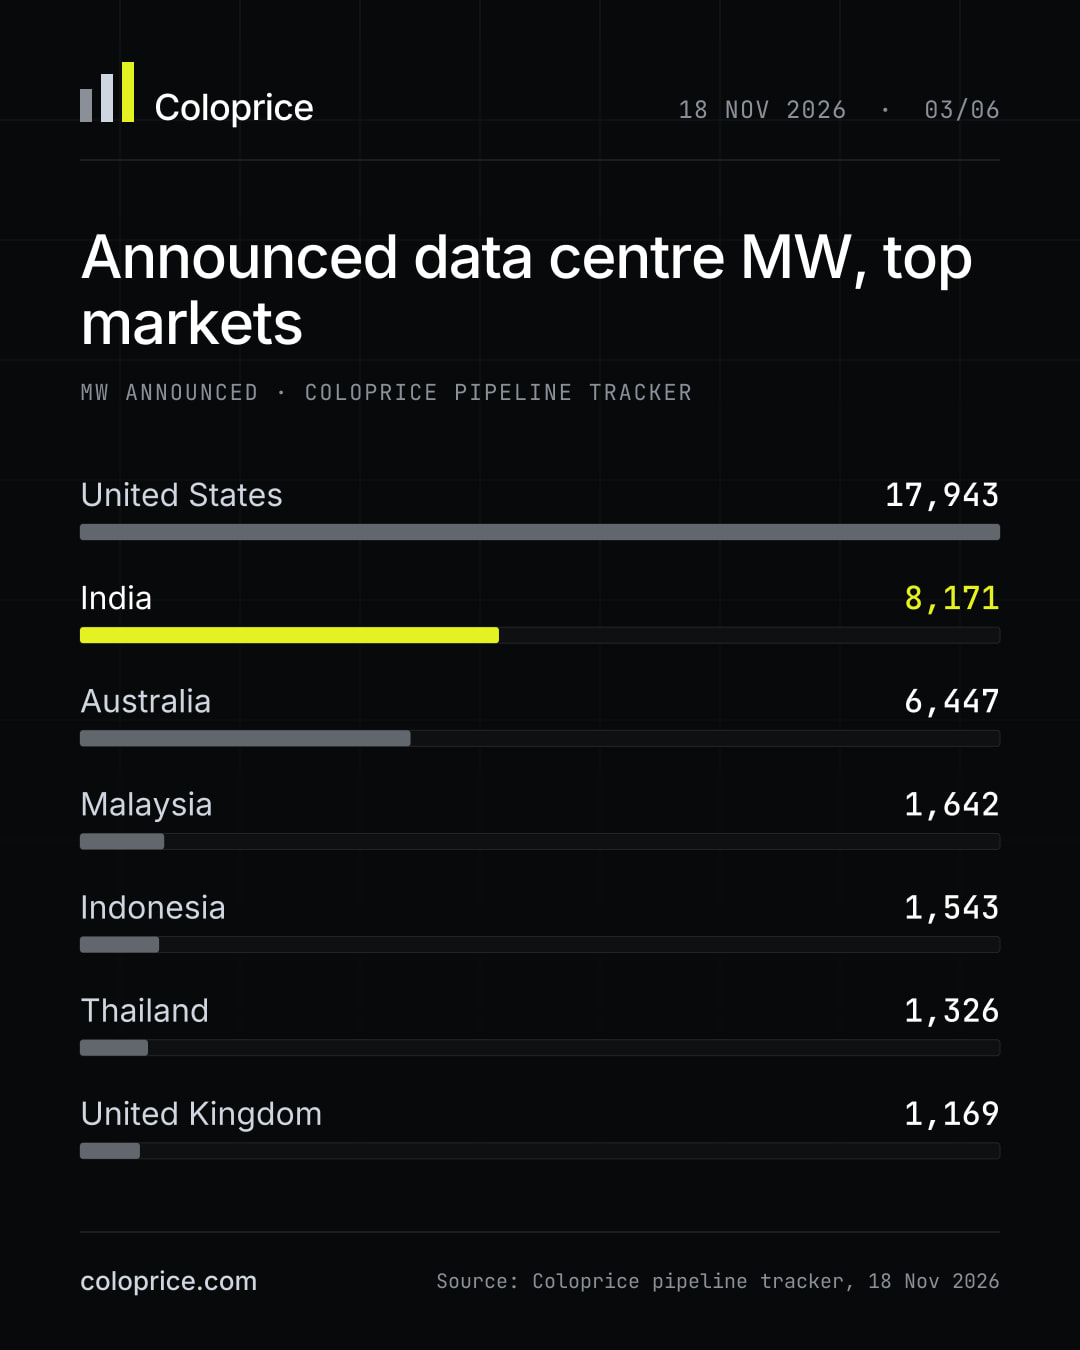 Coloprice
18 NOV 2026 · 03/06
Announced data centre MW, top
markets
MW ANNOUNCED · COLOPRICE PIPELINE TRACKER
United States 17,943
India 8,171
Australia 6,447
Malaysia 1,642
Indonesia 1,543
Thailand 1,326
United Kingdom 1,169
coloprice.com
Source: Coloprice pipeline tracker, 18 Nov 2026